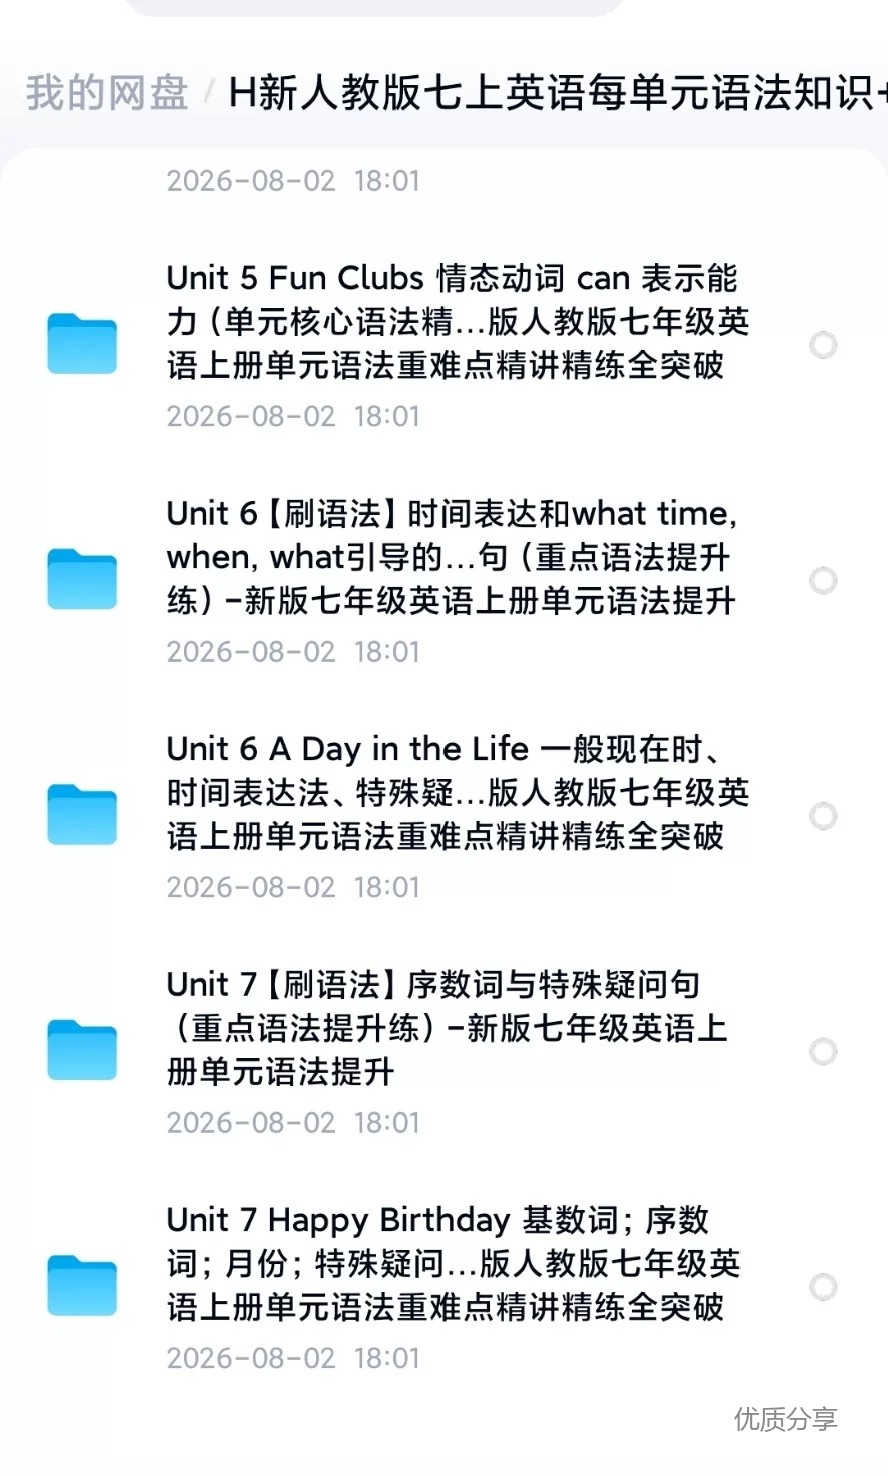 我的网盘 / H新人教版七上英语每单元语法知识+
2026-08-02 18:01
Unit 5 Fun Clubs 情态动词 can 表示能
力（单元核心语法精...版人教版七年级英
语上册单元语法重难点精讲精练全突破
2026-08-02 18:01
Unit 6【刷语法】时间表达和what time,
when, what引导的...句（重点语法提升
练）-新版七年级英语上册单元语法提升
2026-08-02 18:01
Unit 6 A Day in the Life 一般现在时、
时间表达法、特殊疑...版人教版七年级英
语上册单元语法重难点精讲精练全突破
2026-08-02 18:01
Unit 7【刷语法】序数词与特殊疑问句
（重点语法提升练）-新版七年级英语上
册单元语法提升
2026-08-02 18:01
Unit 7 Happy Birthday 基数词；序数
词；月份；特殊疑问...版人教版七年级英
语上册单元语法重难点精讲精练全突破
2026-08-02 18:01
优质分享